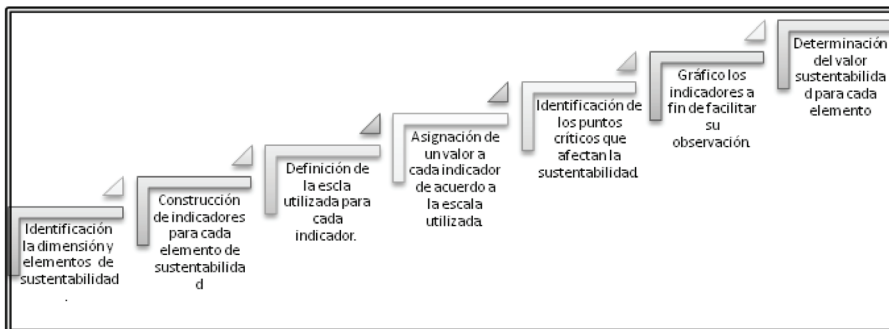 Identificación
la dimensión y
elementos de
sustentabilidad
.
Construcción
de indicadores
para cada
elemento de
sustentabilida
d
Definición de
la escla
utilizada para
cada
indicador.
Asignación de
un valor a
cada indicador
de acuerdo a
la escala
utilizada.
Identificación de
los puntos
críticos que
afectan la
sustentabilidad.
Gráfico los
indicadores a
fin de facilitar
su
observación.
Determinación
del valor
sustentabilida
d para cada
elemento